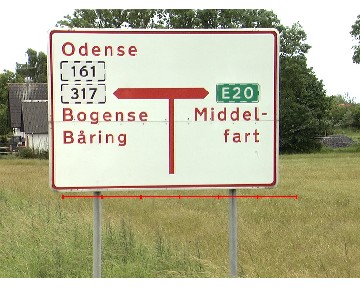 Odense
161
317
E20
Bogense
Båring
Middel-
fart